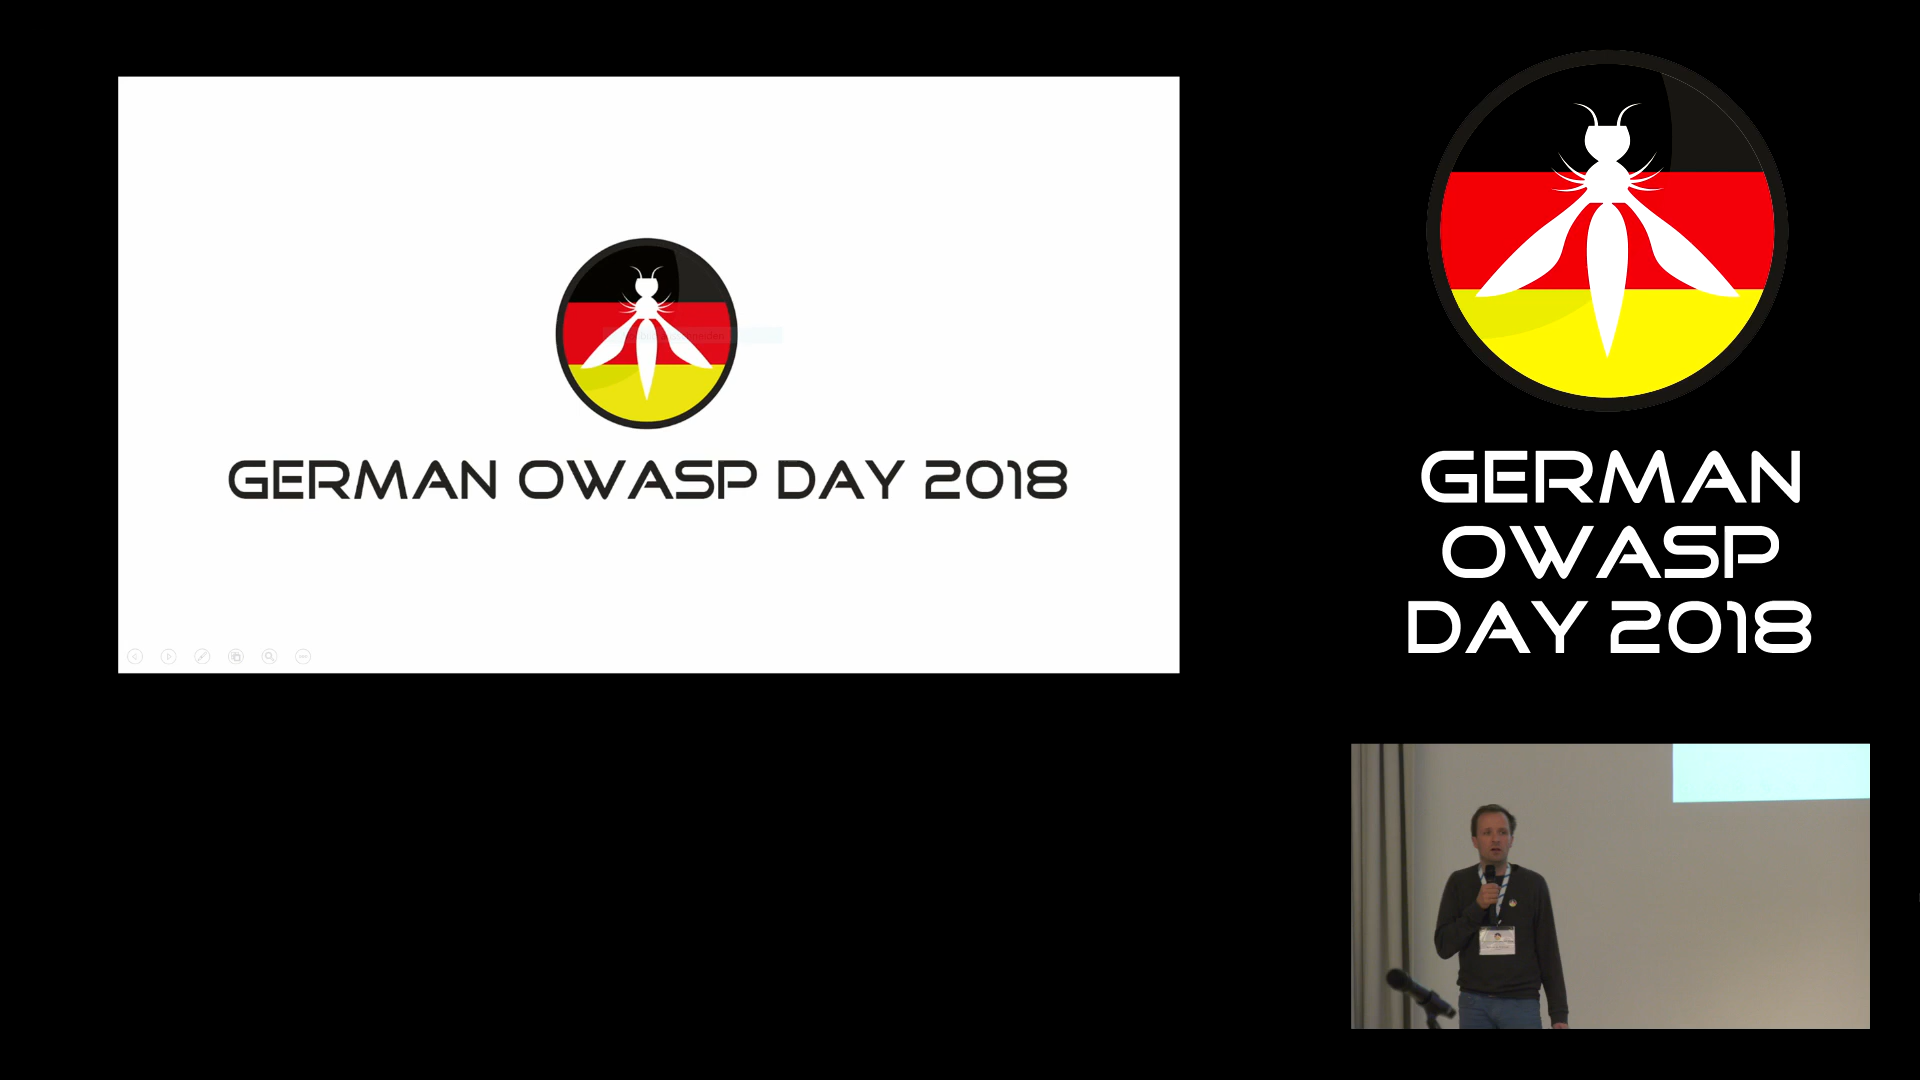 GERMAN OWASP DAY 2018
GERMAN
OWASP
DAY 2018